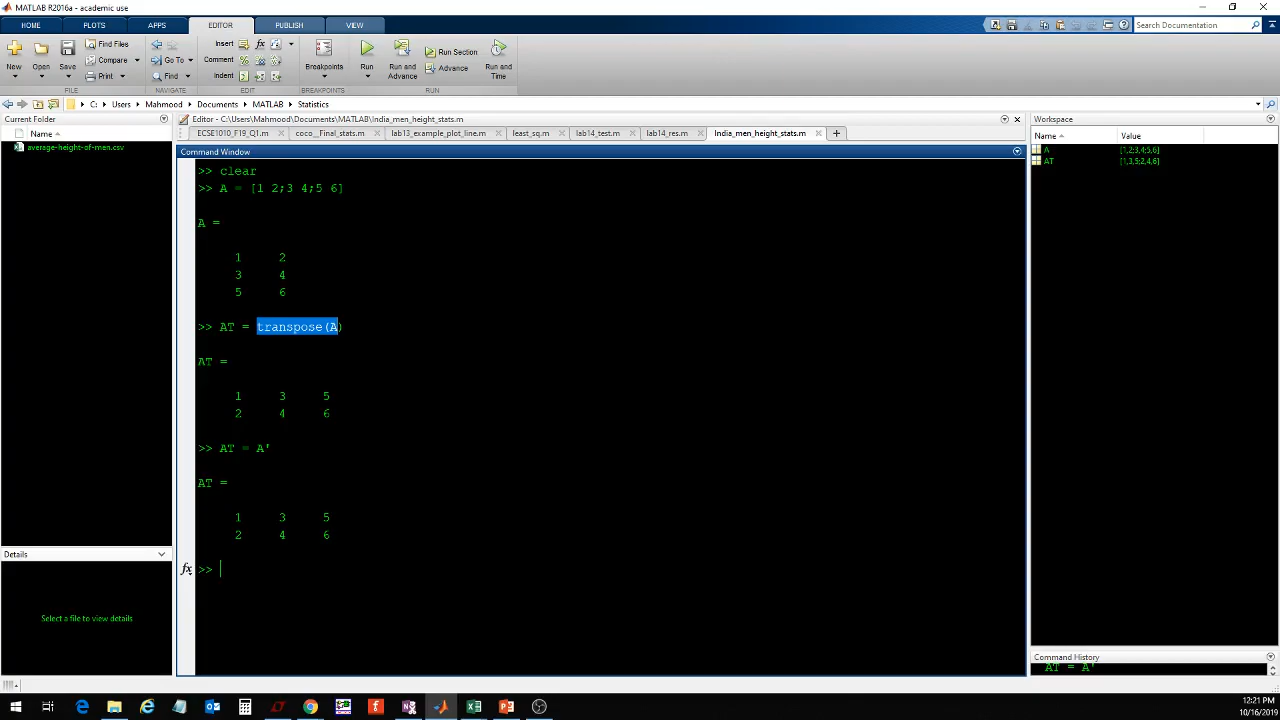 MATLAB R2016a - academic use
HOME PLOTS APPS EDITOR PUBLISH VIEW
Search Documentation
New Open Save Find Files Compare Print Go To Find Insert Comment Indent fx Breakpoints Run Run and Advance Run Section Advance Run and Time
FILE NAVIGATE EDIT BREAKPOINTS RUN
C: Users Mahmood Documents MATLAB Statistics
Current Folder
Name
average-height-of-men.csv
Details
Select a file to view details
Editor - C:\Users\Mahmood\Documents\MATLAB\India_men_height_stats.m
ECSE1010_F19_Q1.m coco__Final_stats.m lab13_example_plot_line.m least_sq.m lab14_test.m lab14_res.m India_men_height_stats.m
Command Window
>> clear
>> A = [1 2;3 4;5 6]
A =
1 2
3 4
5 6
>> AT = transpose(A)
AT =
1 3 5
2 4 6
>> AT = A'
AT =
1 3 5
2 4 6
fx >>
Workspace
Name Value
A [1,2;3,4;5,6]
AT [1,3,5;2,4,6]
Command History
AT = A'
12:21 PM
10/16/2019